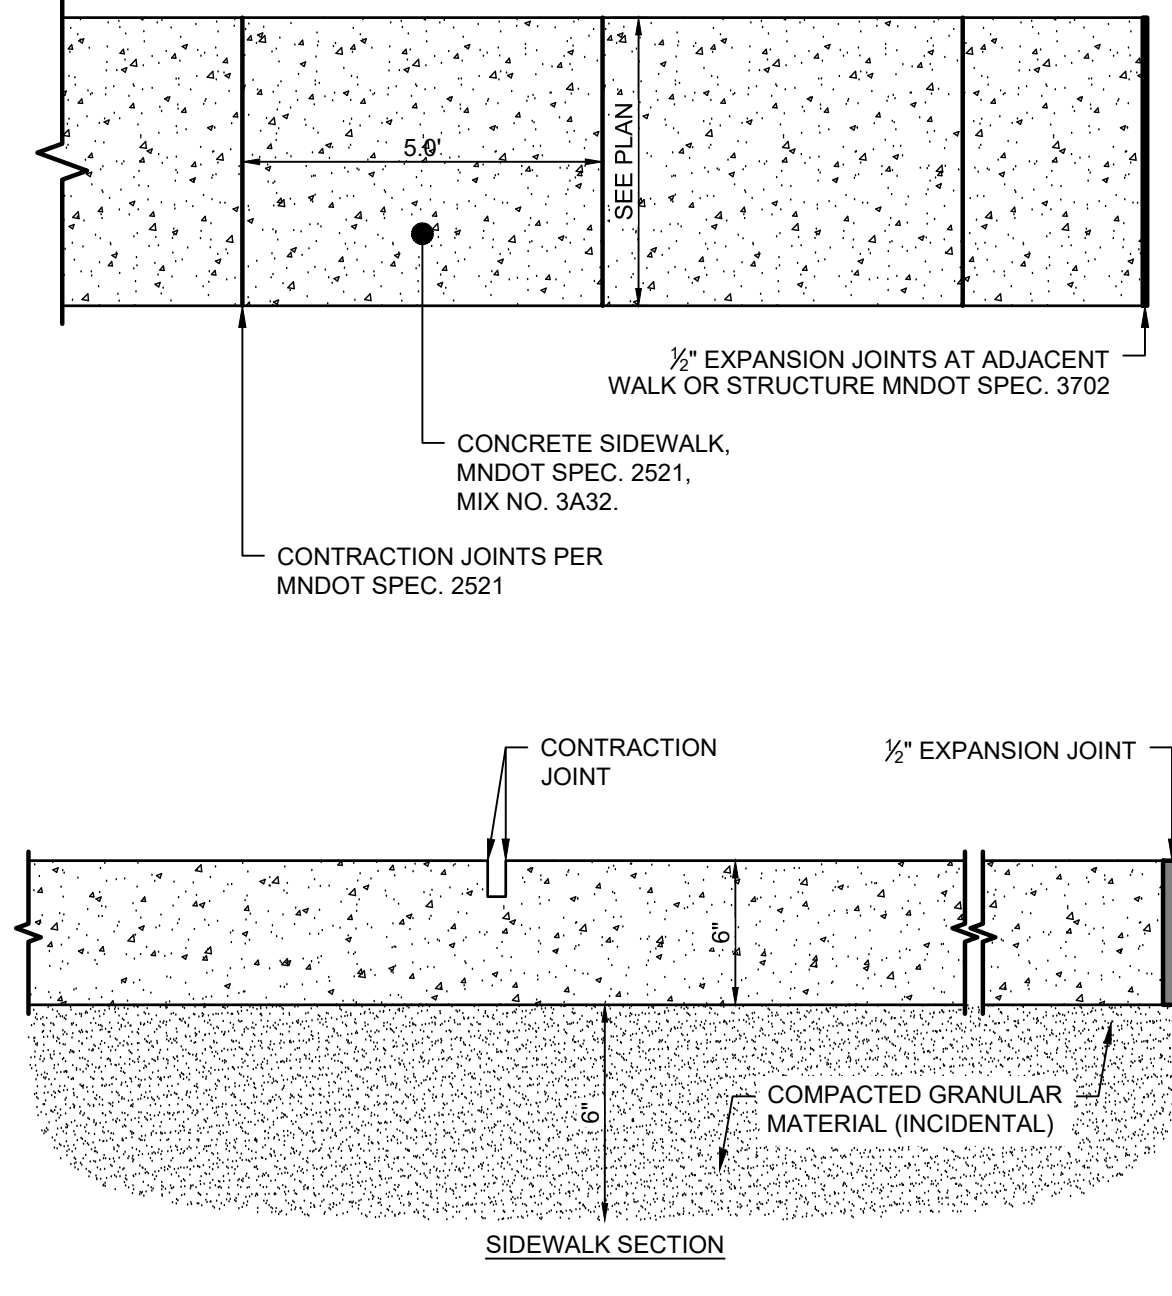 5.0'
SEE PLAN
½" EXPANSION JOINTS AT ADJACENT
WALK OR STRUCTURE MNDOT SPEC. 3702
CONCRETE SIDEWALK,
MNDOT SPEC. 2521,
MIX NO. 3A32.
CONTRACTION JOINTS PER
MNDOT SPEC. 2521
CONTRACTION
JOINT
½" EXPANSION JOINT
6"
6"
COMPACTED GRANULAR
MATERIAL (INCIDENTAL)
SIDEWALK SECTION